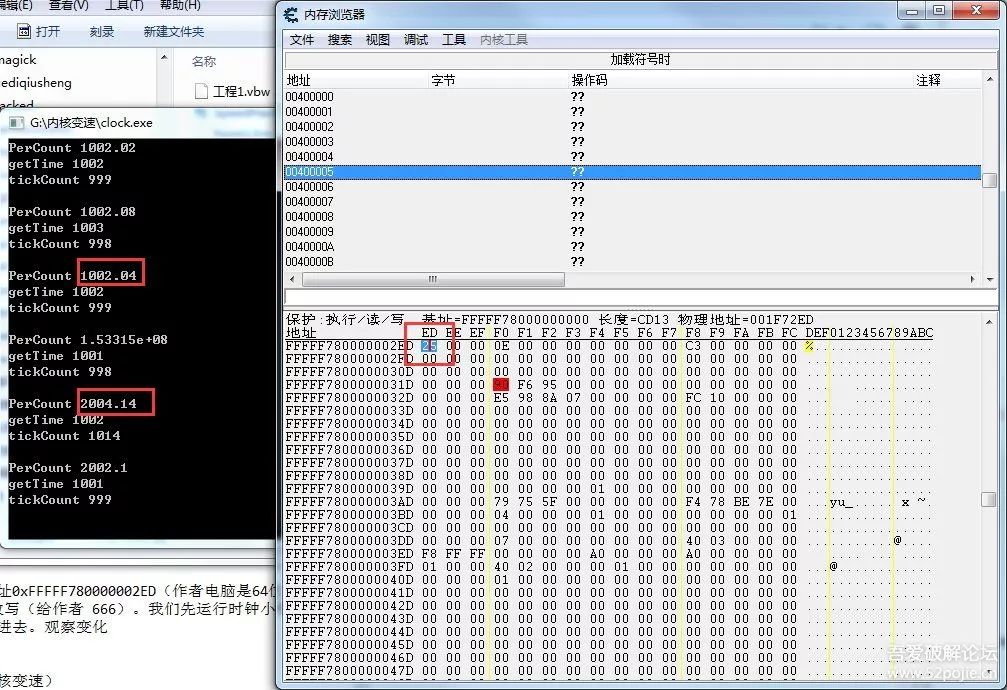 编辑(E) 查看(V) 工具(T) 帮助(H)
打开 刻录 新建文件夹
magick
ediqiusheng
名称
工程1.vbw
G:\内核变速\clock.exe
PerCount 1002.02
getTime 1002
tickCount 999
PerCount 1002.08
getTime 1003
tickCount 998
PerCount 1002.04
getTime 1002
tickCount 999
PerCount 1.53315e+08
getTime 1001
tickCount 998
PerCount 2004.14
getTime 1002
tickCount 1014
PerCount 2002.1
getTime 1001
tickCount 999
址0xFFFFF780000002ED（作者电脑是64位
改写（给作者 666）。我们先运行时钟小
进去。观察变化
核变速）
内存浏览器
文件 搜索 视图 调试 工具 内核工具
加载符号时
地址 字节 操作码 注释
00400000 ??
00400001 ??
00400002 ??
00400003 ??
00400004 ??
00400005 ??
00400006 ??
00400007 ??
00400008 ??
00400009 ??
0040000A ??
0040000B ??
保护:执行/读/写 基址=FFFFF78000000000 长度=CD13 物理地址=001F72ED
地址 ED EE EF F0 F1 F2 F3 F4 F5 F6 F7 F8 F9 FA FB FC DEF0123456789ABC
FFFFF780000002ED 25 00 00 0E 00 00 00 00 00 00 00 C3 00 00 00 00 %
FFFFF780000002FD 00 00 00 00 00 00 00 00 00 00 00 00 00 00 00 00
FFFFF7800000030D 00 00 00 00 00 00 00 00 00 00 00 00 00 00 00 00
FFFFF7800000031D 00 00 00 F6 95 00 00 00 00 00 00 00 00 00 00
FFFFF7800000032D 00 00 00 E5 98 8A 07 00 00 00 00 FC 10 00 00 00
FFFFF7800000033D 00 00 00 00 00 00 00 00 00 00 00 00 00 00 00 00
FFFFF7800000034D 00 00 00 00 00 00 00 00 00 00 00 00 00 00 00 00
FFFFF7800000035D 00 00 00 00 00 00 00 00 00 00 00 00 00 00 00 00
FFFFF7800000036D 00 00 00 00 00 00 00 00 00 00 00 00 00 00 00 00
FFFFF7800000037D 00 00 00 00 00 00 00 00 00 00 00 00 00 00 00 00
FFFFF7800000038D 00 00 00 00 00 00 00 00 00 00 00 00 00 00 00 00
FFFFF7800000039D 00 00 00 00 00 00 00 01 00 00 00 00 00 00 00 00
FFFFF780000003AD 00 00 00 79 75 5F 00 00 00 00 00 F4 78 BE 7E 00 yu_ x ~
FFFFF780000003BD 00 00 00 04 00 00 00 01 00 00 00 00 00 00 00 01
FFFFF780000003CD 00 00 00 00 00 00 00 00 00 00 00 00 00 00 00 00
FFFFF780000003DD 00 00 00 07 00 00 00 00 00 00 00 40 03 00 00 00 @
FFFFF780000003ED F8 FF FF 00 00 00 00 A0 00 00 00 A0 00 00 00 00
FFFFF780000003FD 01 00 00 40 02 00 00 00 01 00 00 00 00 00 00 00 @
FFFFF7800000040D 00 00 00 01 00 00 00 00 00 00 00 00 00 00 00 00
FFFFF7800000041D 00 00 00 00 00 00 00 00 00 00 00 00 00 00 00 00
FFFFF7800000042D 00 00 00 00 00 00 00 00 00 00 00 00 00 00 00 00
FFFFF7800000043D 00 00 00 00 00 00 00 00 00 00 00 00 00 00 00 00
FFFFF7800000044D 00 00 00 00 00 00 00 00 00 00 00 00 00 00 00 00
FFFFF7800000045D 00 00 00 00 00 00 00 00 00 00 00 00 00 00 00 00
FFFFF7800000046D 00 00 00 00 00 00 00 00 00 00 00 00 00 00 00 00
FFFFF7800000047D 00 00 00 00 00 00 00 00 00 00 00 00 00 00 00 00
吾爱破解论坛
www.52pojie.cn